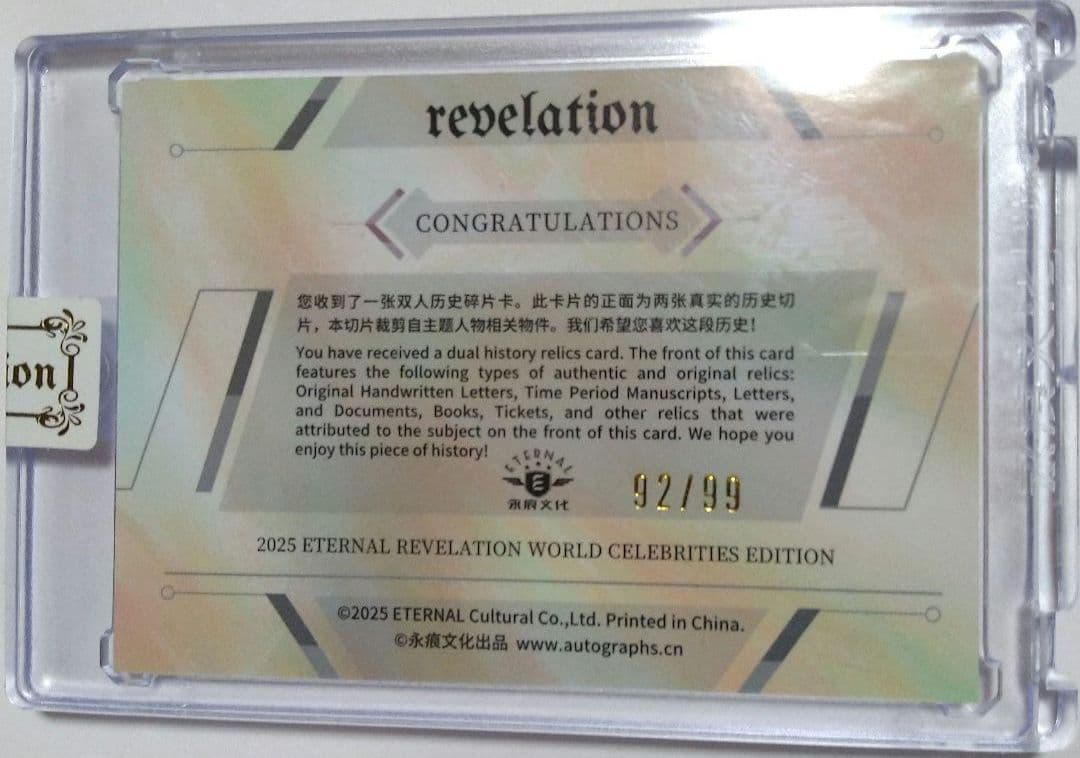 revelation
CONGRATULATIONS
您收到了一张双人历史碎片卡。此卡片的正面为两张真实的历史切
片，本切片裁剪自主题人物相关物件。我们希望您喜欢这段历史！
You have received a dual history relics card. The front of this card
features the following types of authentic and original relics:
Original Handwritten Letters, Time Period Manuscripts, Letters,
and Documents, Books, Tickets, and other relics that were
attributed to the subject on the front of this card. We hope you
enjoy this piece of history!
ETERNAL
永痕文化
92/99
ion
2025 ETERNAL REVELATION WORLD CELEBRITIES EDITION
©2025 ETERNAL Cultural Co.,Ltd. Printed in China.
©永痕文化出品 www.autographs.cn